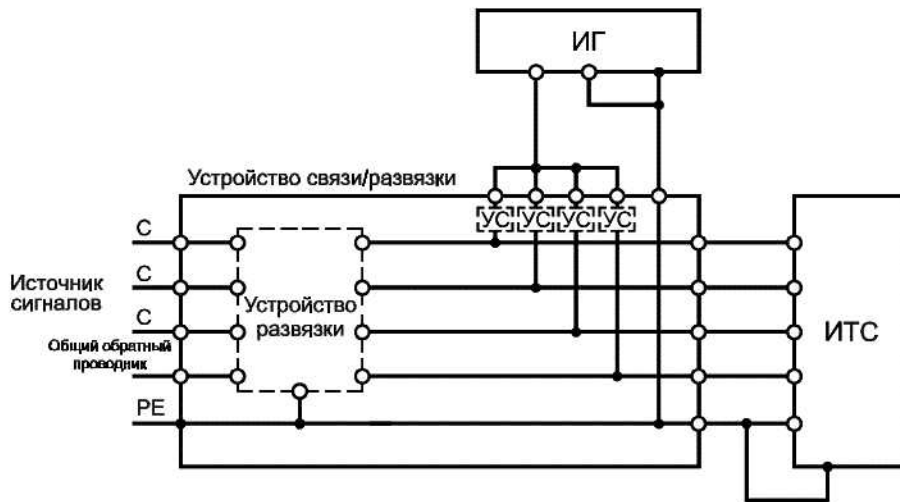 ИГ
Устройство связи/развязки
УС УС УС УС
С
С
Источник
сигналов
Устройство
развязки
С
ИТС
Общий обратный
проводник
PE